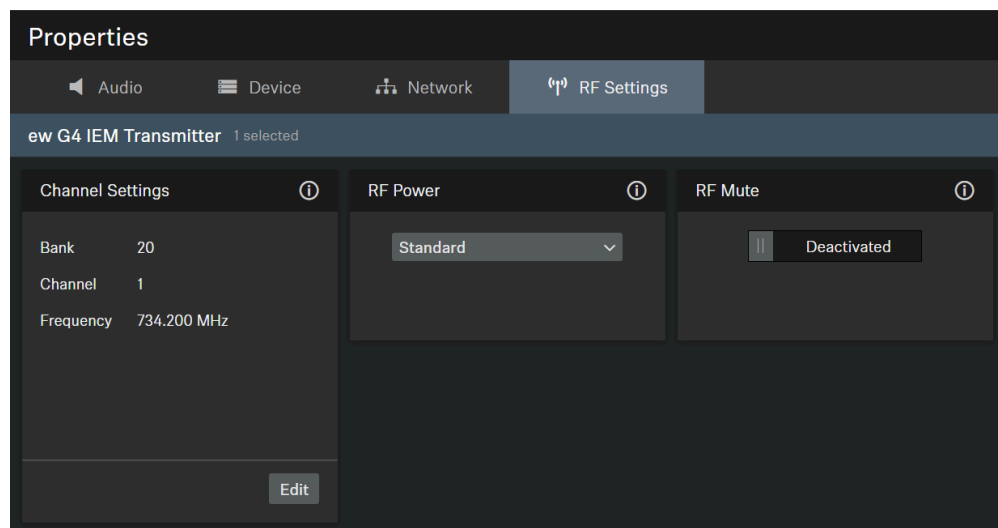 Properties
Audio Device Network RF Settings
ew G4 IEM Transmitter 1 selected
Channel Settings RF Power RF Mute
Bank 20 Standard Deactivated
Channel 1
Frequency 734.200 MHz
Edit